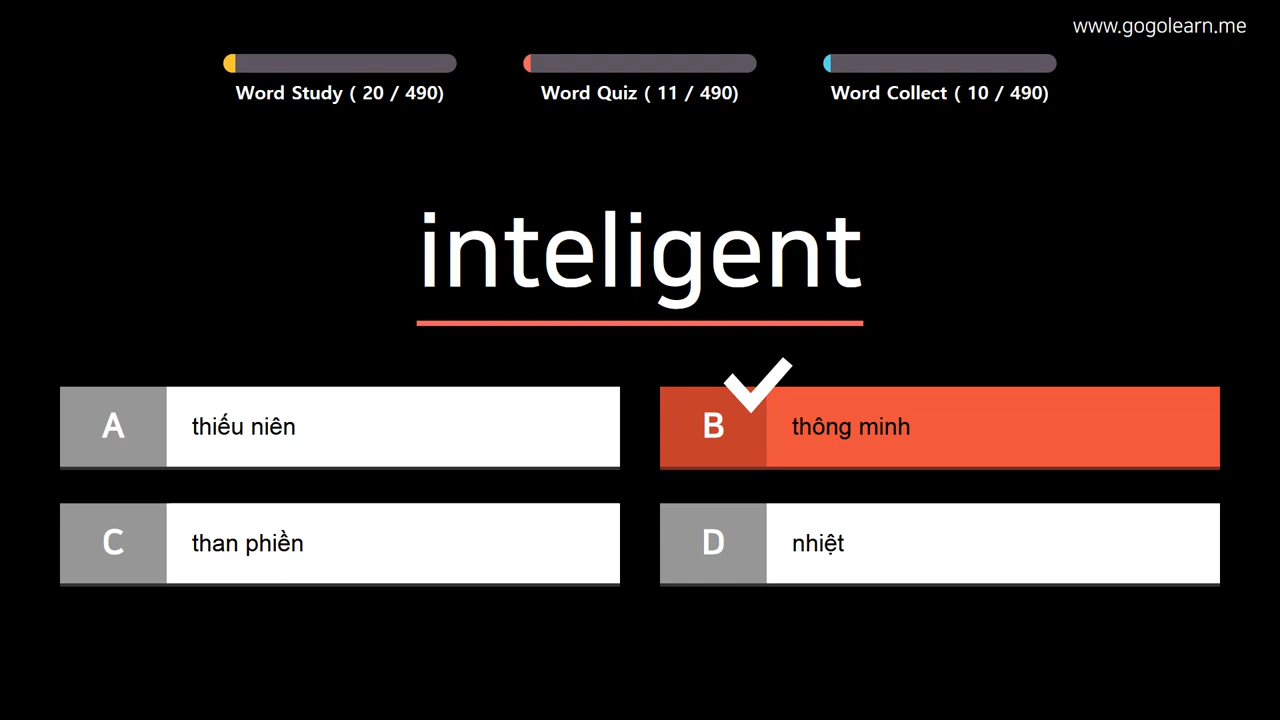 www.gogolearn.me
Word Study ( 20 / 490)
Word Quiz ( 11 / 490)
Word Collect ( 10 / 490)
inteligent
A
thiếu niên
B
thông minh
C
than phiền
D
nhiệt